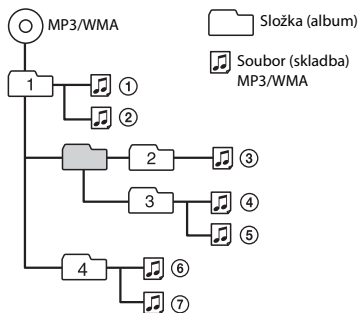 MP3/WMA
Složka (album)
Soubor (skladba)
MP3/WMA
1
①
②
2
③
3
④
⑤
4
⑥
⑦